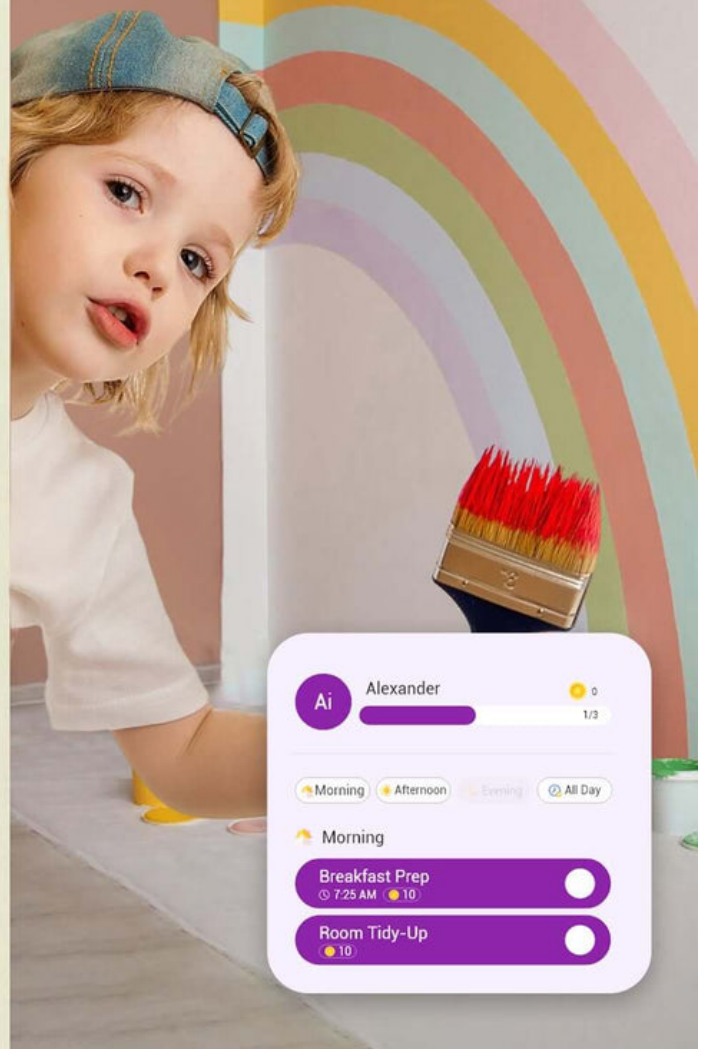 Ai
Alexander
0
1/3
Morning
Afternoon
Evening
All Day
Morning
Breakfast Prep
7:25 AM 10
Room Tidy-Up
10